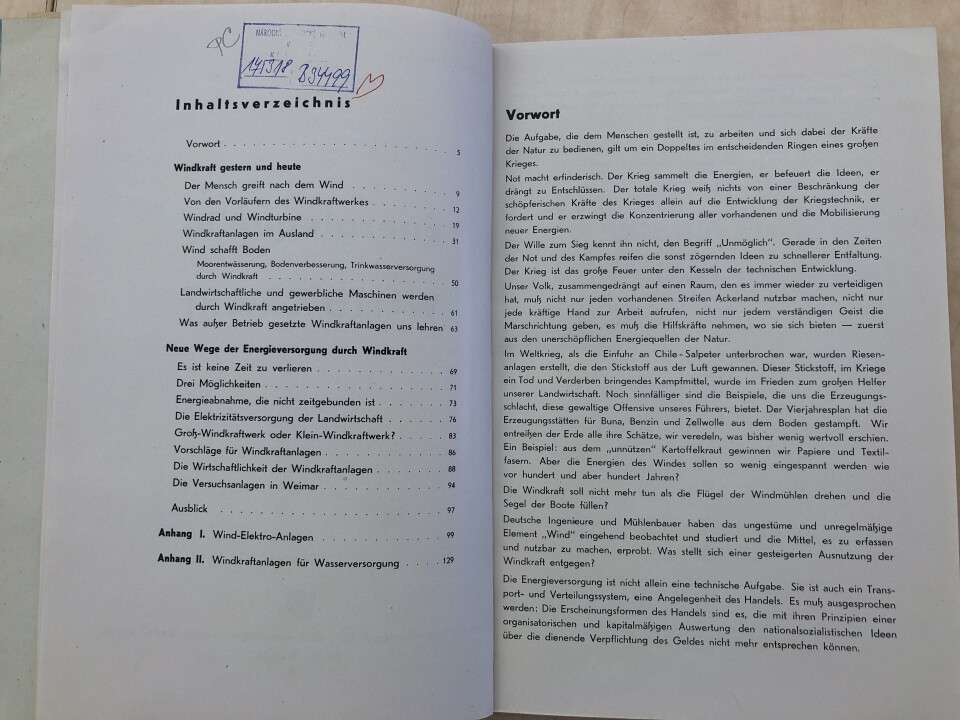 PC
NÁRODNÍ
V
171318 B34499
Inhaltsverzeichnis
Vorwort . . . . . . . . . . . . . . . . . . 5
Windkraft gestern und heute
Der Mensch greift nach dem Wind . . . . . . . . 9
Von den Vorläufern des Windkraftwerkes . . . . . . . 12
Windrad und Windturbine . . . . . . . . . . . . 19
Windkraftanlagen im Ausland . . . . . . . . . . . 31
Wind schafft Boden
Moorentwässerung, Bodenverbesserung, Trinkwasserversorgung
durch Windkraft . . . . . . . . . . . . . . . 50
Landwirtschaftliche und gewerbliche Maschinen werden
durch Windkraft angetrieben . . . . . . . . . . 61
Was außer Betrieb gesetzte Windkraftanlagen uns lehren 63
Neue Wege der Energieversorgung durch Windkraft
Es ist keine Zeit zu verlieren . . . . . . . . . . . 69
Drei Möglichkeiten . . . . . . . . . . . . . . . 71
Energieabnahme, die nicht zeitgebunden ist . . . . . . 73
Die Elektrizitätsversorgung der Landwirtschaft . . . . . 76
Groß-Windkraftwerk oder Klein-Windkraftwerk? . . . . 83
Vorschläge für Windkraftanlagen . . . . . . . . . . 86
Die Wirtschaftlichkeit der Windkraftanlagen . . . . . . 88
Die Versuchsanlagen in Weimar . . . . . . . . . . 94
Ausblick . . . . . . . . . . . . . . . . . . 97
Anhang I. Wind-Elektro-Anlagen . . . . . . . . . . 99
Anhang II. Windkraftanlagen für Wasserversorgung . . . . 129
Vorwort
Die Aufgabe, die dem Menschen gestellt ist, zu arbeiten und sich dabei der Kräfte
der Natur zu bedienen, gilt um ein Doppeltes im entscheidenden Ringen eines großen
Krieges.
Not macht erfinderisch. Der Krieg sammelt die Energien, er befeuert die Ideen, er
drängt zu Entschlüssen. Der totale Krieg weiß nichts von einer Beschränkung der
schöpferischen Kräfte des Krieges allein auf die Entwicklung der Kriegstechnik, er
fordert und er erzwingt die Konzentrierung aller vorhandenen und die Mobilisierung
neuer Energien.
Der Wille zum Sieg kennt ihn nicht, den Begriff „Unmöglich". Gerade in den Zeiten
der Not und des Kampfes reifen die sonst zögernden Ideen zu schnellerer Entfaltung.
Der Krieg ist das große Feuer unter den Kesseln der technischen Entwicklung.
Unser Volk, zusammengedrängt auf einen Raum, den es immer wieder zu verteidigen
hat, muß nicht nur jeden vorhandenen Streifen Ackerland nutzbar machen, nicht nur
jede kräftige Hand zur Arbeit aufrufen, nicht nur jedem verständigen Geist die
Marschrichtung geben, es muß die Hilfskräfte nehmen, wo sie sich bieten — zuerst
aus den unerschöpflichen Energiequellen der Natur.
Im Weltkrieg, als die Einfuhr an Chile-Salpeter unterbrochen war, wurden Riesen-
anlagen erstellt, die den Stickstoff aus der Luft gewannen. Dieser Stickstoff, im Kriege
ein Tod und Verderben bringendes Kampfmittel, wurde im Frieden zum großen Helfer
unserer Landwirtschaft. Noch sinnfälliger sind die Beispiele, die uns die Erzeugungs-
schlacht, diese gewaltige Offensive unseres Führers, bietet. Der Vierjahresplan hat die
Erzeugungsstätten für Buna, Benzin und Zellwolle aus dem Boden gestampft. Wir
entreißen der Erde alle ihre Schätze, wir veredeln, was bisher wenig wertvoll erschien.
Ein Beispiel: aus dem „unnützen" Kartoffelkraut gewinnen wir Papiere und Textil-
fasern. Aber die Energien des Windes sollen so wenig eingespannt werden wie
vor hundert und aber hundert Jahren?
Die Windkraft soll nicht mehr tun als die Flügel der Windmühlen drehen und die
Segel der Boote füllen?
Deutsche Ingenieure und Mühlenbauer haben das ungestüme und unregelmäßige
Element „Wind" eingehend beobachtet und studiert und die Mittel, es zu erfassen
und nutzbar zu machen, erprobt. Was stellt sich einer gesteigerten Ausnutzung der
Windkraft entgegen?
Die Energieversorgung ist nicht allein eine technische Aufgabe. Sie ist auch ein Trans-
port- und Verteilungssystem, eine Angelegenheit des Handels. Es muß ausgesprochen
werden: Die Erscheinungsformen des Handels sind es, die mit ihren Prinzipien einer
organisatorischen und kapitalmäßigen Auswertung den nationalsozialistischen Ideen
über die dienende Verpflichtung des Geldes nicht mehr entsprechen können.